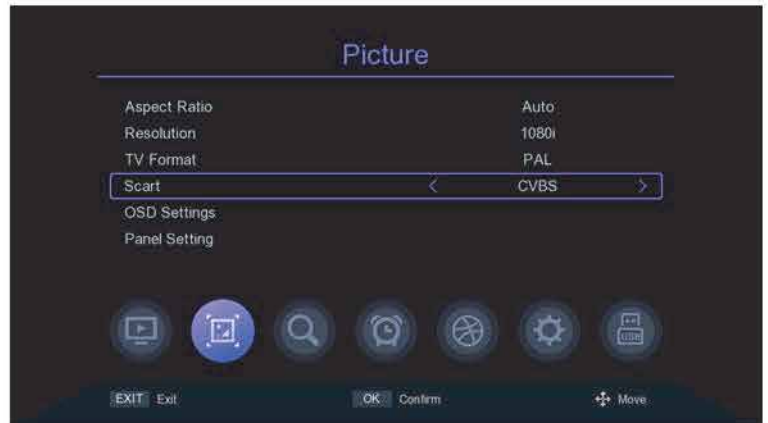 Picture
Aspect Ratio Auto
Resolution 1080i
TV Format PAL
Scart < CVBS >
OSD Settings
Panel Setting
USB
EXIT Exit OK Confirm Move